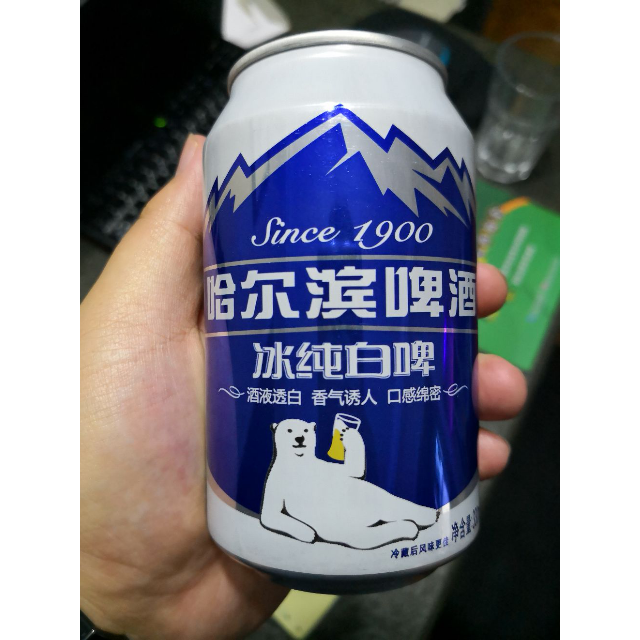 Since 1900
哈尔滨啤酒
冰纯白啤
酒液透白 香气诱人 口感绵密
冷藏后风味更佳
净含量: